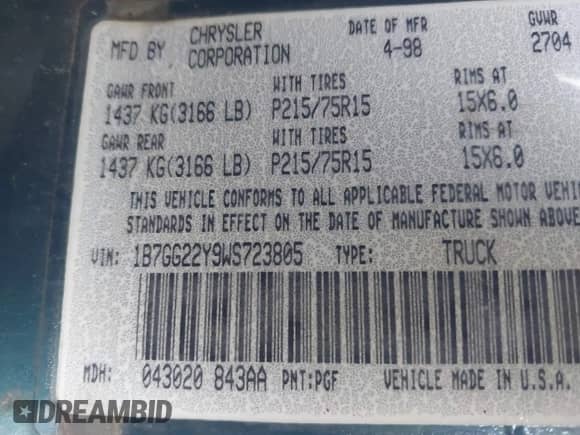 MFD BY CHRYSLER CORPORATION DATE OF MFR 4-98 GVWR 2704
GAWR FRONT WITH TIRES RIMS AT
1437 KG(3166 LB) P215/75R15 15X6.0
GAWR REAR WITH TIRES RIMS AT
1437 KG(3166 LB) P215/75R15 15X6.0
THIS VEHICLE CONFORMS TO ALL APPLICABLE FEDERAL MOTOR VEHI
STANDARDS IN EFFECT ON THE DATE OF MANUFACTURE SHOWN ABOVE
VIN: 1B7GG22Y9WS723805 TYPE: TRUCK
MDH: 043020 843AA PNT:PGF VEHICLE MADE IN U.S.A.
DREAMBID